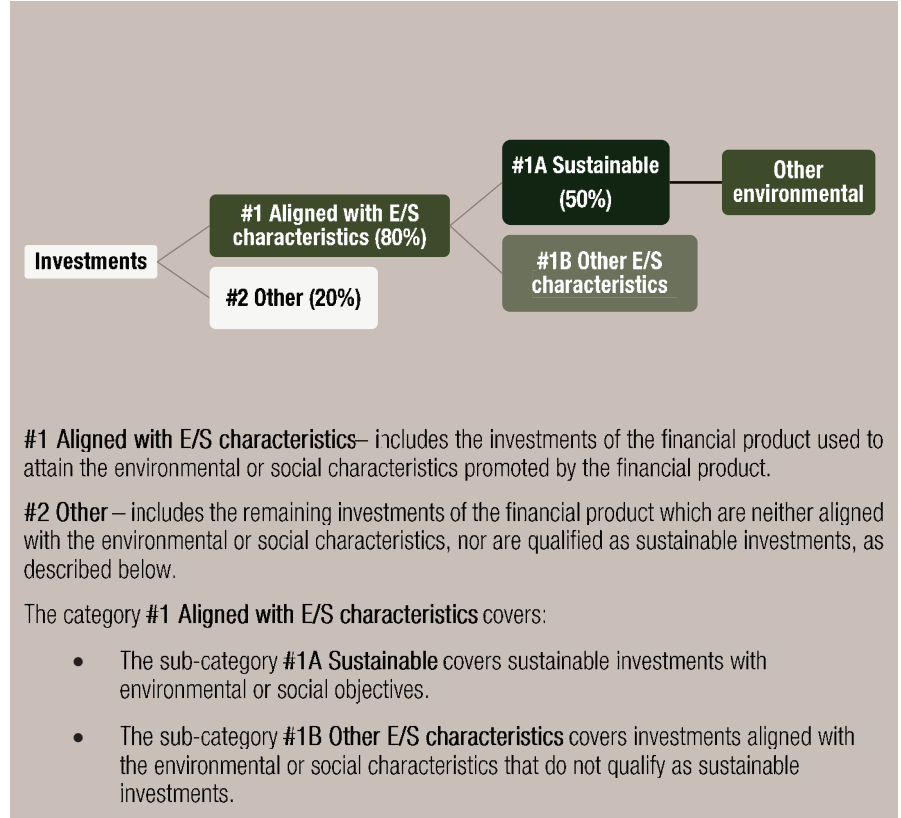 #1A Sustainable
(50%)
Other
environmental
#1 Aligned with E/S
characteristics (80%)
Investments
#1B Other E/S
characteristics
#2 Other (20%)
#1 Aligned with E/S characteristics– includes the investments of the financial product used to
attain the environmental or social characteristics promoted by the financial product.
#2 Other – includes the remaining investments of the financial product which are neither aligned
with the environmental or social characteristics, nor are qualified as sustainable investments, as
described below.
The category #1 Aligned with E/S characteristics covers:
• The sub-category #1A Sustainable covers sustainable investments with
environmental or social objectives.
• The sub-category #1B Other E/S characteristics covers investments aligned with
the environmental or social characteristics that do not qualify as sustainable
investments.